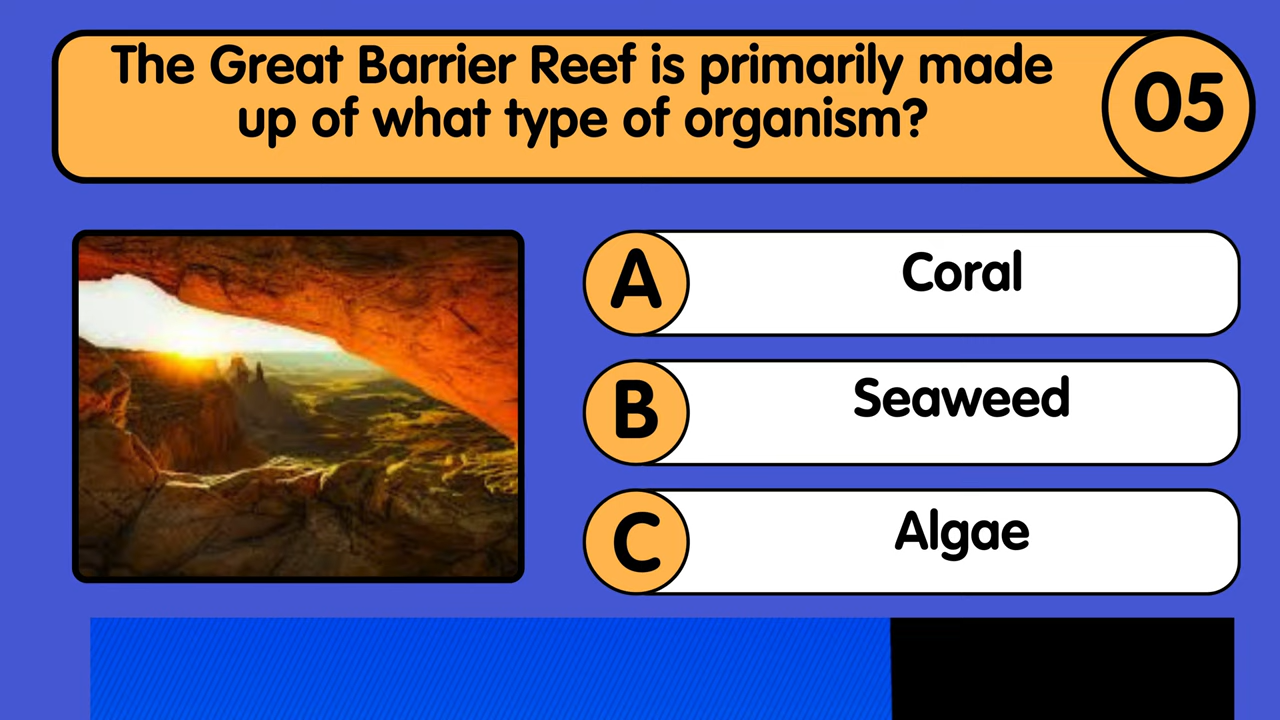 The Great Barrier Reef is primarily made
up of what type of organism?
05
A
Coral
B
Seaweed
C
Algae